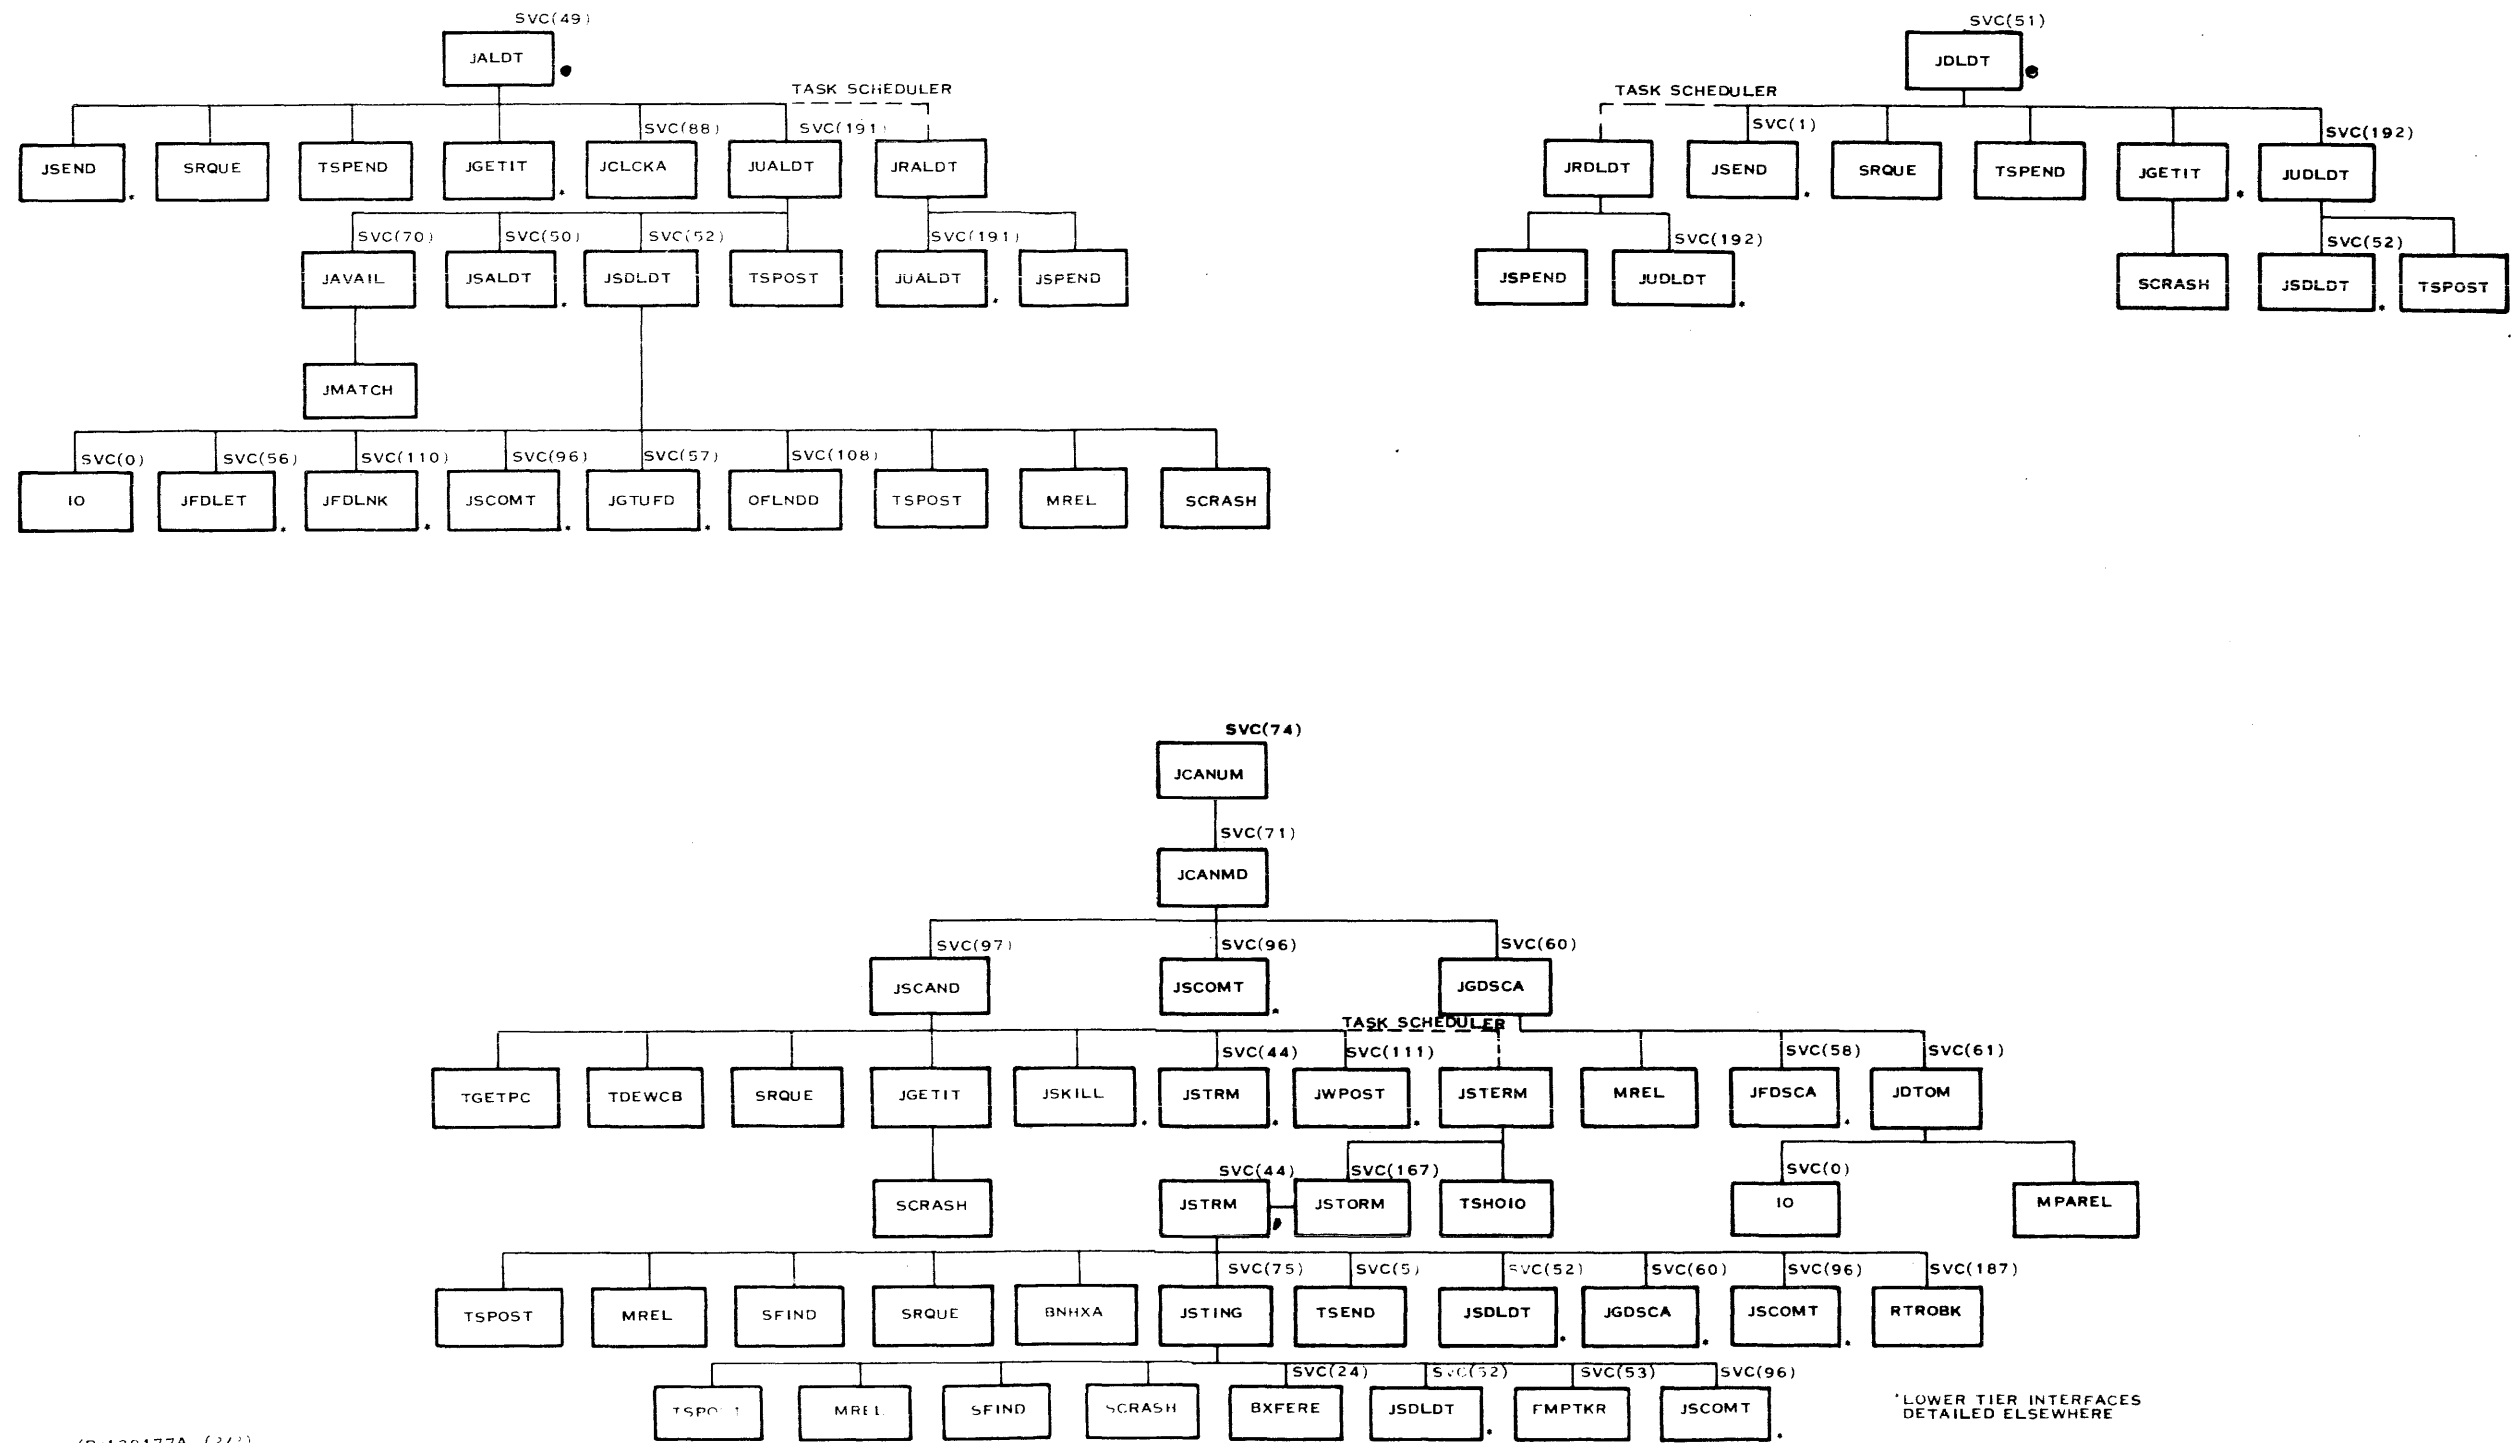 SVC(49)
JALDT
TASK SCHEDULER
SVC(88)
SVC(191)
JSEND
*
SRQUE
TSPEND
JGETIT
*
JCLCKA
JUALDT
JRALDT
SVC(70)
SVC(50)
SVC(52)
SVC(191)
JAVAIL
JSALDT
*
JSDLDT
TSPOST
JUALDT
*
JSPEND
JMATCH
SVC(0)
SVC(56)
SVC(110)
SVC(96)
SVC(57)
SVC(108)
IO
JFDLET
*
JFDLNK
*
JSCOMT
*
JGTUFD
*
OFLNDD
TSPOST
MREL
SCRASH
SVC(51)
JDLDT
TASK SCHEDULER
SVC(1)
SVC(192)
JRDLDT
JSEND
*
SRQUE
TSPEND
JGETIT
*
JUDLDT
SVC(192)
SVC(52)
JSPEND
JUDLDT
*
SCRASH
JSDLDT
*
TSPOST
SVC(74)
JCANUM
SVC(71)
JCANMD
SVC(97)
SVC(96)
SVC(60)
JSCAND
JSCOMT
*
JGDSCA
TASK SCHEDULER
SVC(44)
SVC(111)
SVC(58)
SVC(61)
TGETPC
TDEWCB
SRQUE
JGETIT
JSKILL
*
JSTRM
*
JWPOST
*
JSTERM
MREL
JFDSCA
*
JDTOM
SVC(44)
SVC(167)
SVC(0)
SCRASH
JSTRM
JSTORM
TSHOIO
IO
MPAREL
SVC(75)
SVC(5)
SVC(52)
SVC(60)
SVC(96)
SVC(187)
TSPOST
MREL
SFIND
SRQUE
BNHXA
JSTING
TSEND
JSDLDT
*
JGDSCA
*
JSCOMT
*
RTROBK
SVC(24)
SVC(52)
SVC(53)
SVC(96)
MREL
SFIND
SCRASH
BXFERE
JSDLDT
*
FMPTKR
JSCOMT
*
*LOWER TIER INTERFACES
DETAILED ELSEWHERE